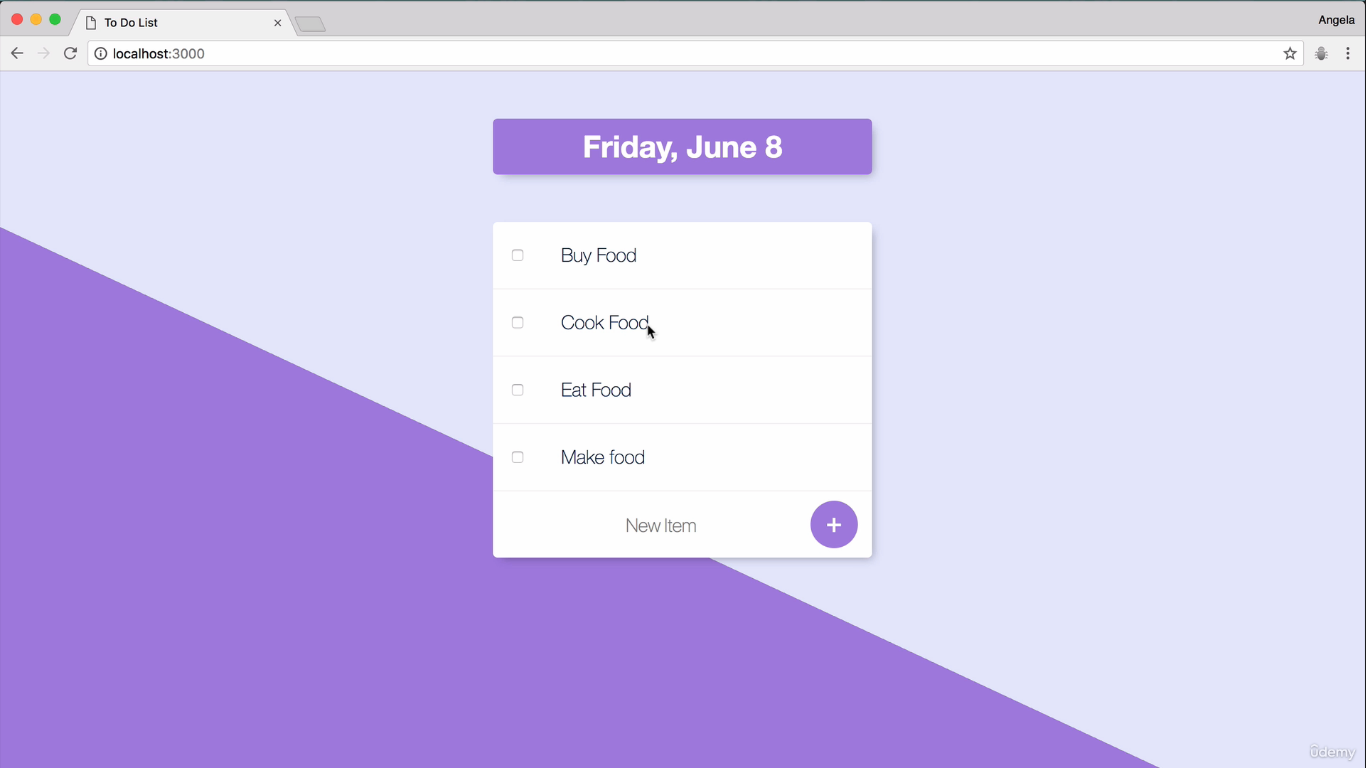 To Do List
Angela
localhost:3000
Friday, June 8
Buy Food
Cook Food
Eat Food
Make food
New Item
+
ûdemy